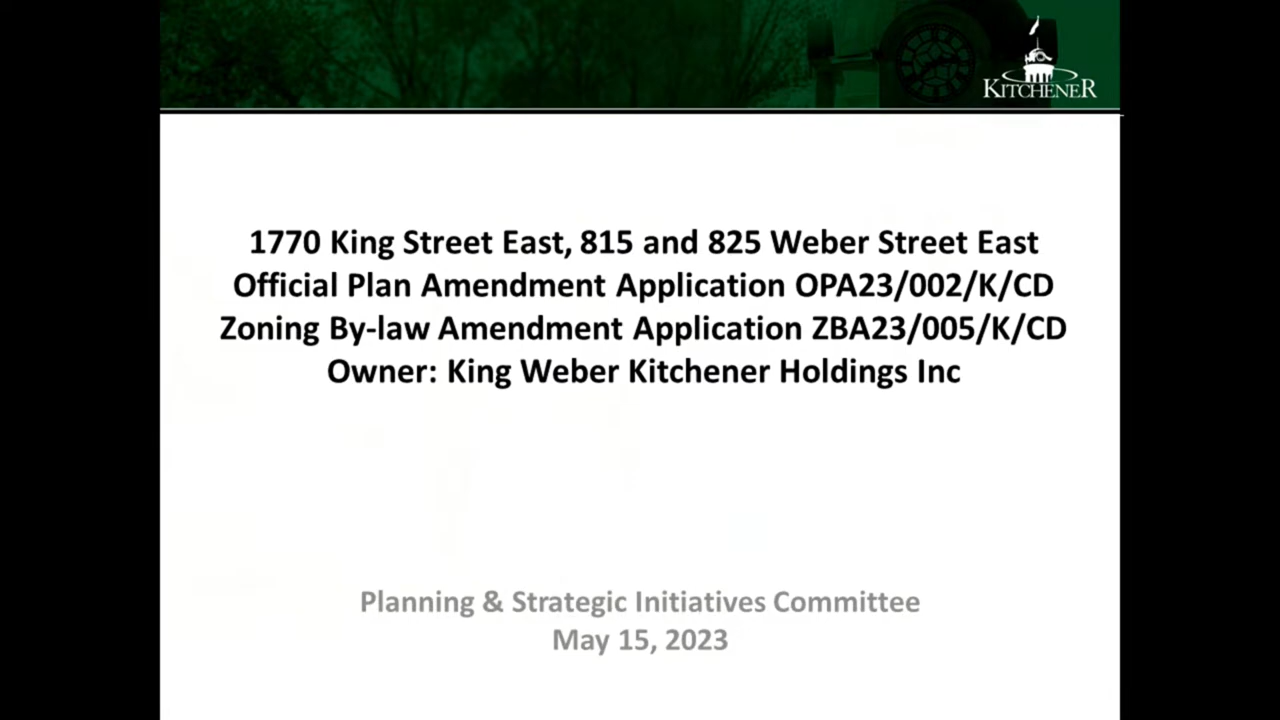 KITCHENER
1770 King Street East, 815 and 825 Weber Street East
Official Plan Amendment Application OPA23/002/K/CD
Zoning By-law Amendment Application ZBA23/005/K/CD
Owner: King Weber Kitchener Holdings Inc
Planning & Strategic Initiatives Committee
May 15, 2023